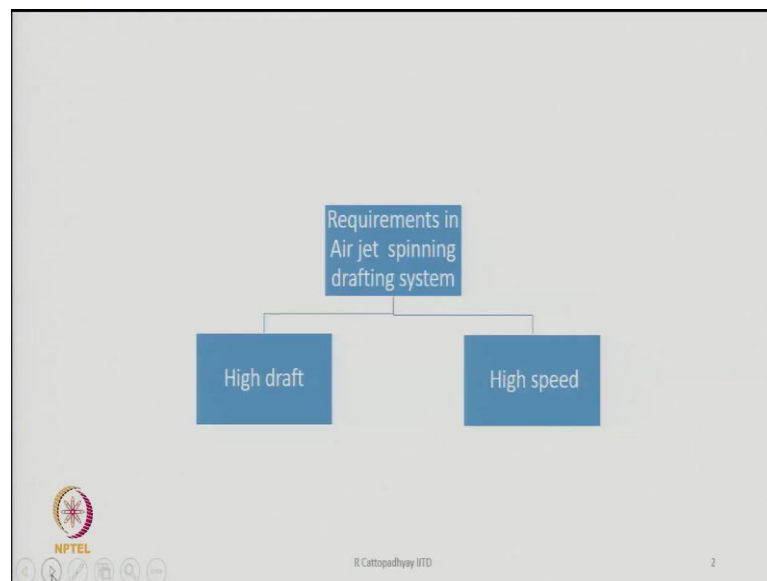 Requirements in
Air jet spinning
drafting system
High draft
High speed
NPTEL
R Cattopadhyay IITD
2